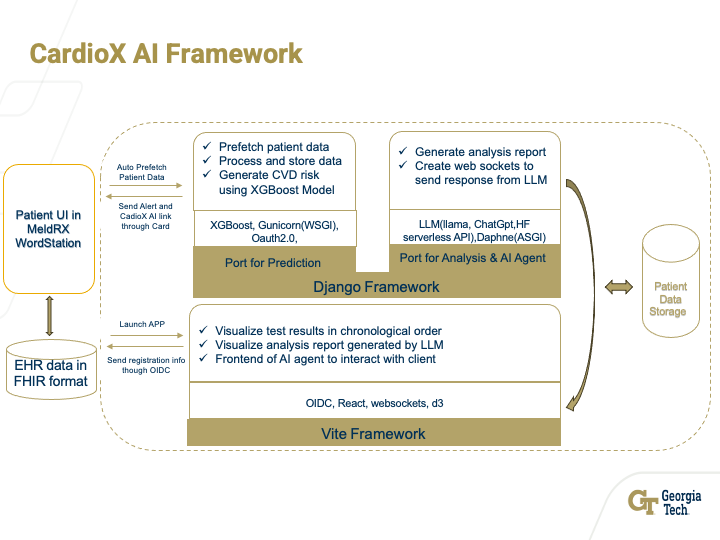 CardioX AI Framework
Patient UI in
MeldRX
WordStation
EHR data in
FHIR format
Auto Prefetch
Patient Data
Send Alert and
CadioX AI link
through Card
Launch APP
Send registration info
though OIDC
✓ Prefetch patient data
✓ Process and store data
✓ Generate CVD risk
using XGBoost Model
XGBoost, Gunicorn(WSGI),
Oauth2.0,
Port for Prediction
✓ Generate analysis report
✓ Create web sockets to
send response from LLM
LLM(llama, ChatGpt,HF
serverless API),Daphne(ASGI)
Port for Analysis & AI Agent
Django Framework
✓ Visualize test results in chronological order
✓ Visualize analysis report generated by LLM
✓ Frontend of AI agent to interact with client
OIDC, React, websockets, d3
Vite Framework
Patient
Data
Storage
GT
Georgia
Tech